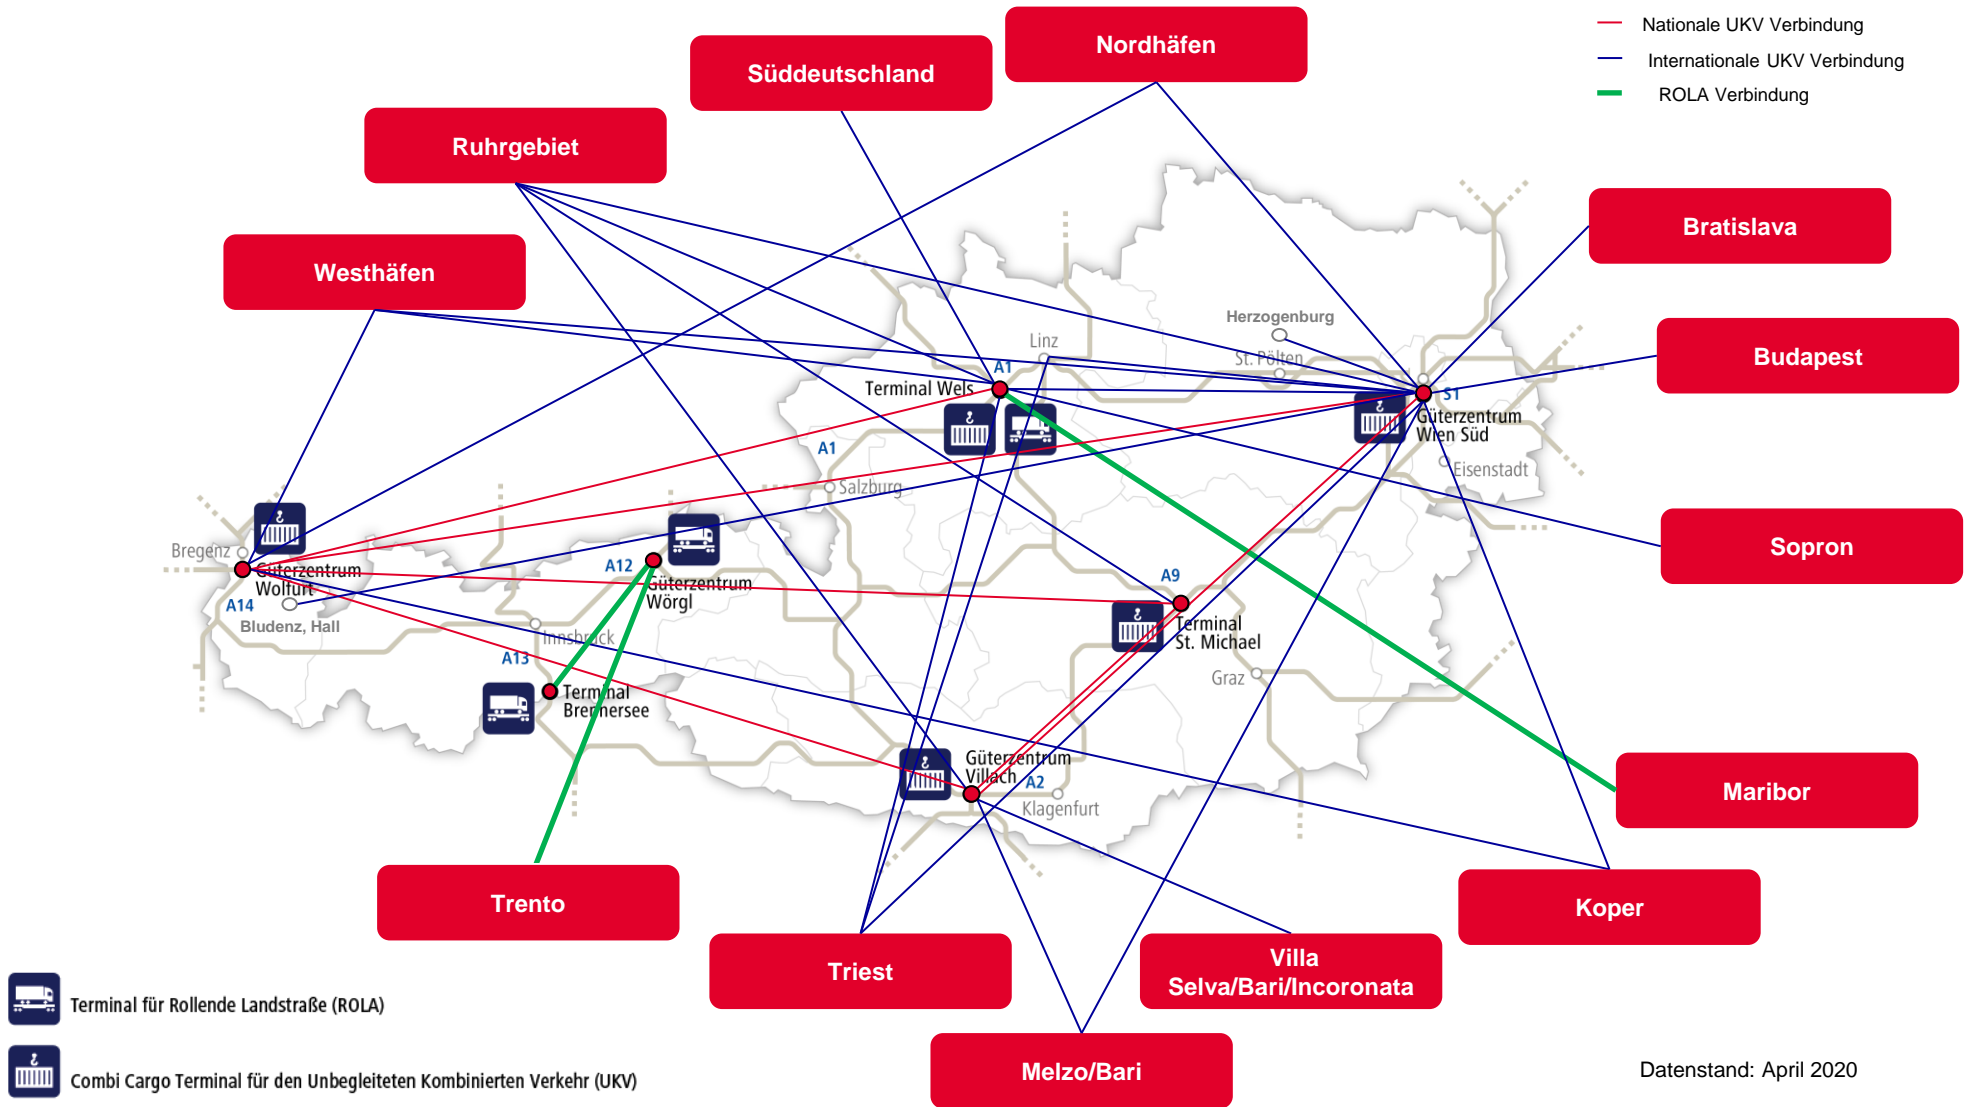 Nordhäfen
Süddeutschland
Ruhrgebiet
Westhäfen
Nationale UKV Verbindung
Internationale UKV Verbindung
ROLA Verbindung
Bratislava
Budapest
Sopron
Maribor
Koper
Villa
Selva/Bari/Incoronata
Melzo/Bari
Triest
Trento
Herzogenburg
St. Pölten
Linz
A1
Terminal Wels
S1
Güterzentrum
Wien Süd
Eisenstadt
A1
Salzburg
Bregenz
Güterzentrum
Wolfurt
A14
Bludenz, Hall
A12
Güterzentrum
Wörgl
Innsbruck
A13
Terminal
Brennersee
A9
Terminal
St. Michael
Graz
Güterzentrum
Villach
A2
Klagenfurt
Terminal für Rollende Landstraße (ROLA)
Combi Cargo Terminal für den Unbegleiteten Kombinierten Verkehr (UKV)
Datenstand: April 2020